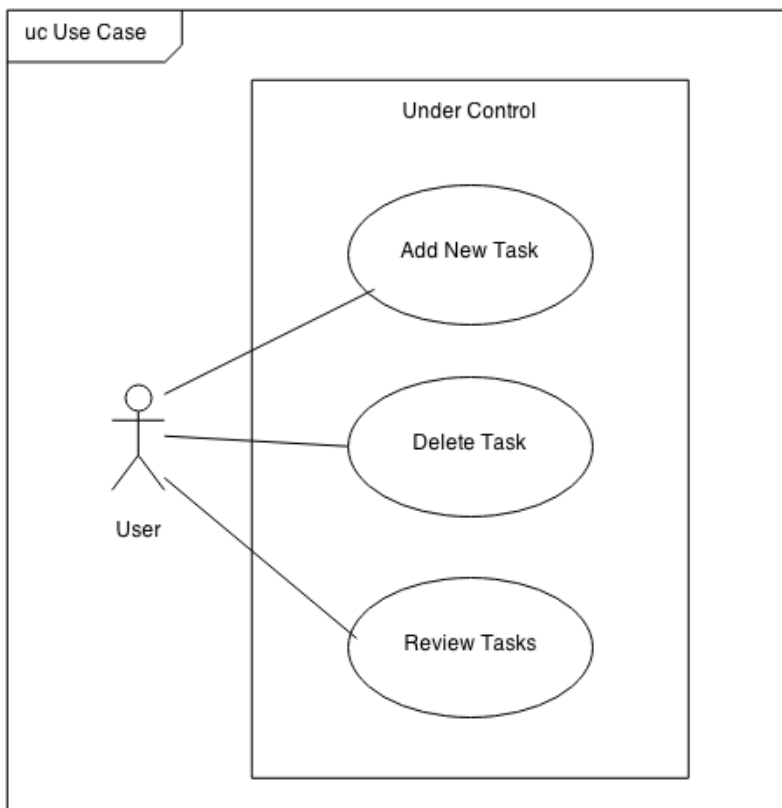 uc Use Case
Under Control
Add New Task
Delete Task
User
Review Tasks